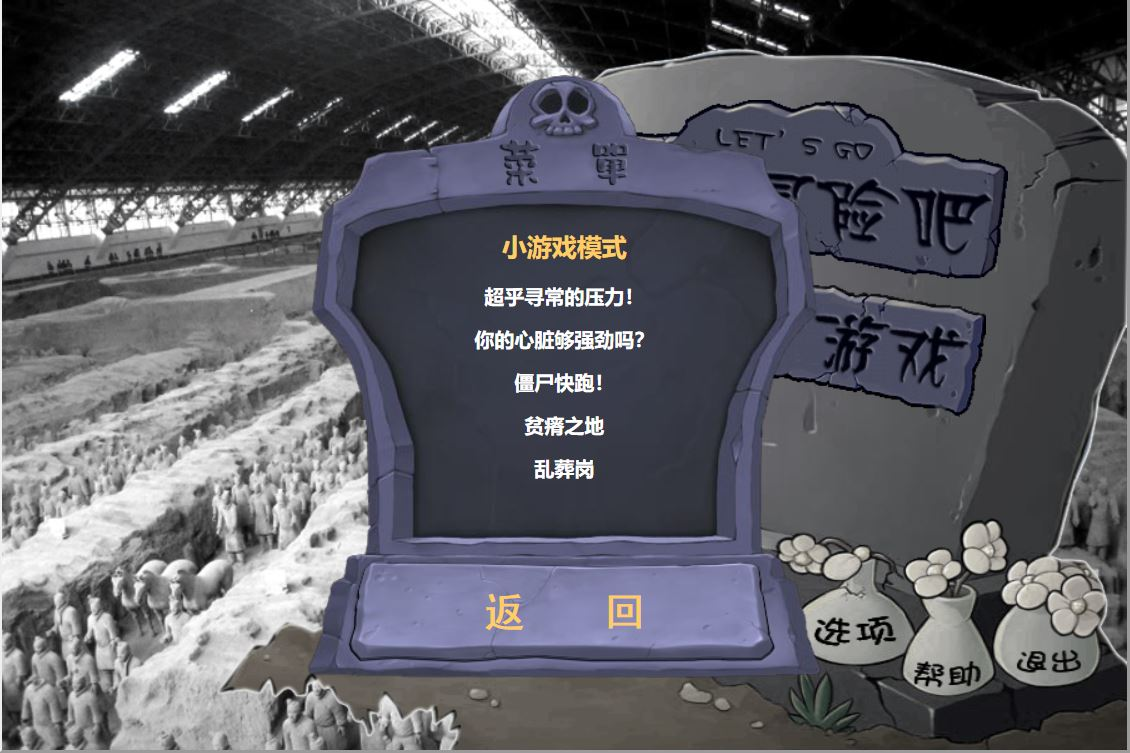 菜單
小游戏模式
超乎寻常的压力！
你的心脏够强劲吗？
僵尸快跑！
贫瘠之地
乱葬岗
返回
LET'S GO
冒险吧
游戏
选项
帮助
退出